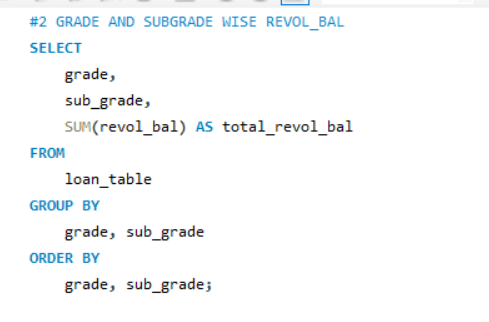 #2 GRADE AND SUBGRADE WISE REVOL_BAL
SELECT
grade,
sub_grade,
SUM(revol_bal) AS total_revol_bal
FROM
loan_table
GROUP BY
grade, sub_grade
ORDER BY
grade, sub_grade;